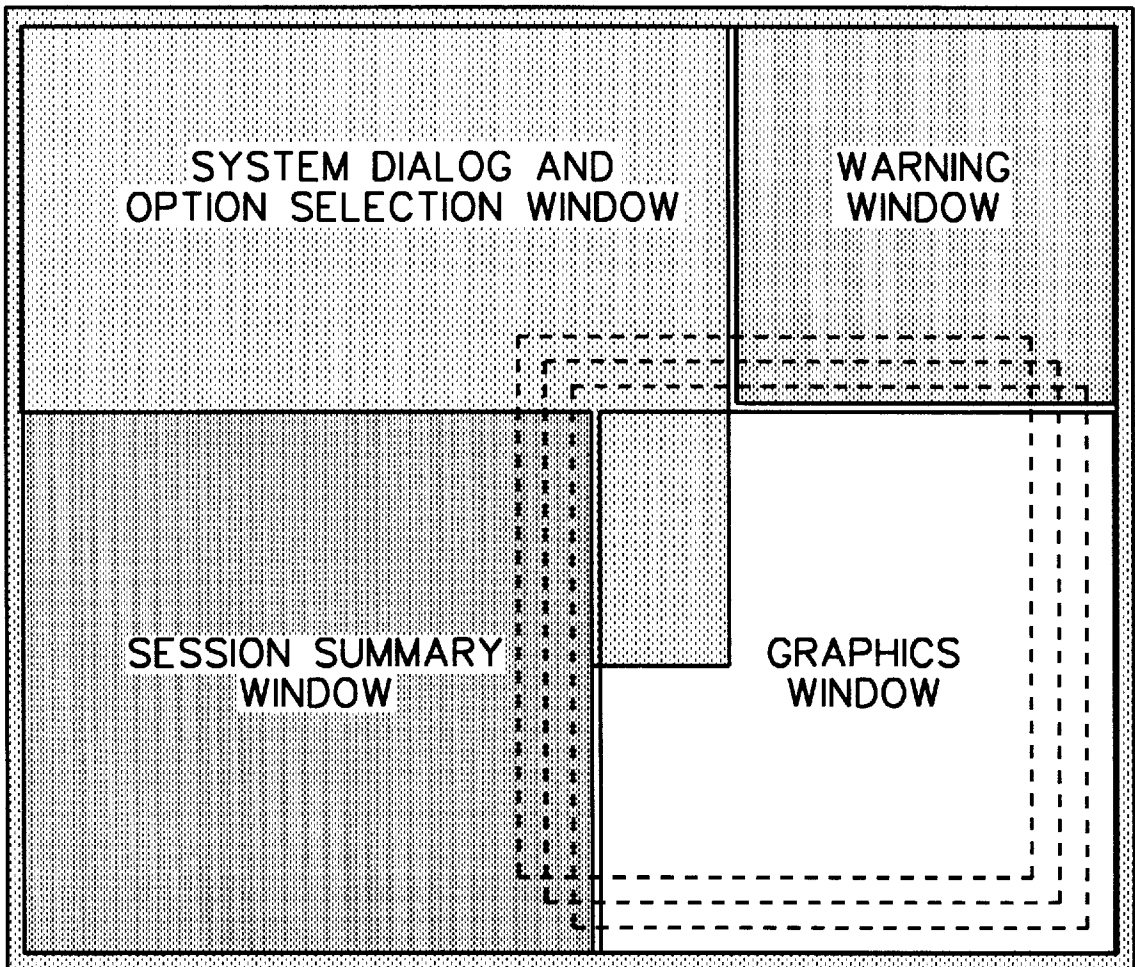 SYSTEM DIALOG AND
OPTION SELECTION WINDOW
WARNING
WINDOW
SESSION SUMMARY
WINDOW
GRAPHICS
WINDOW